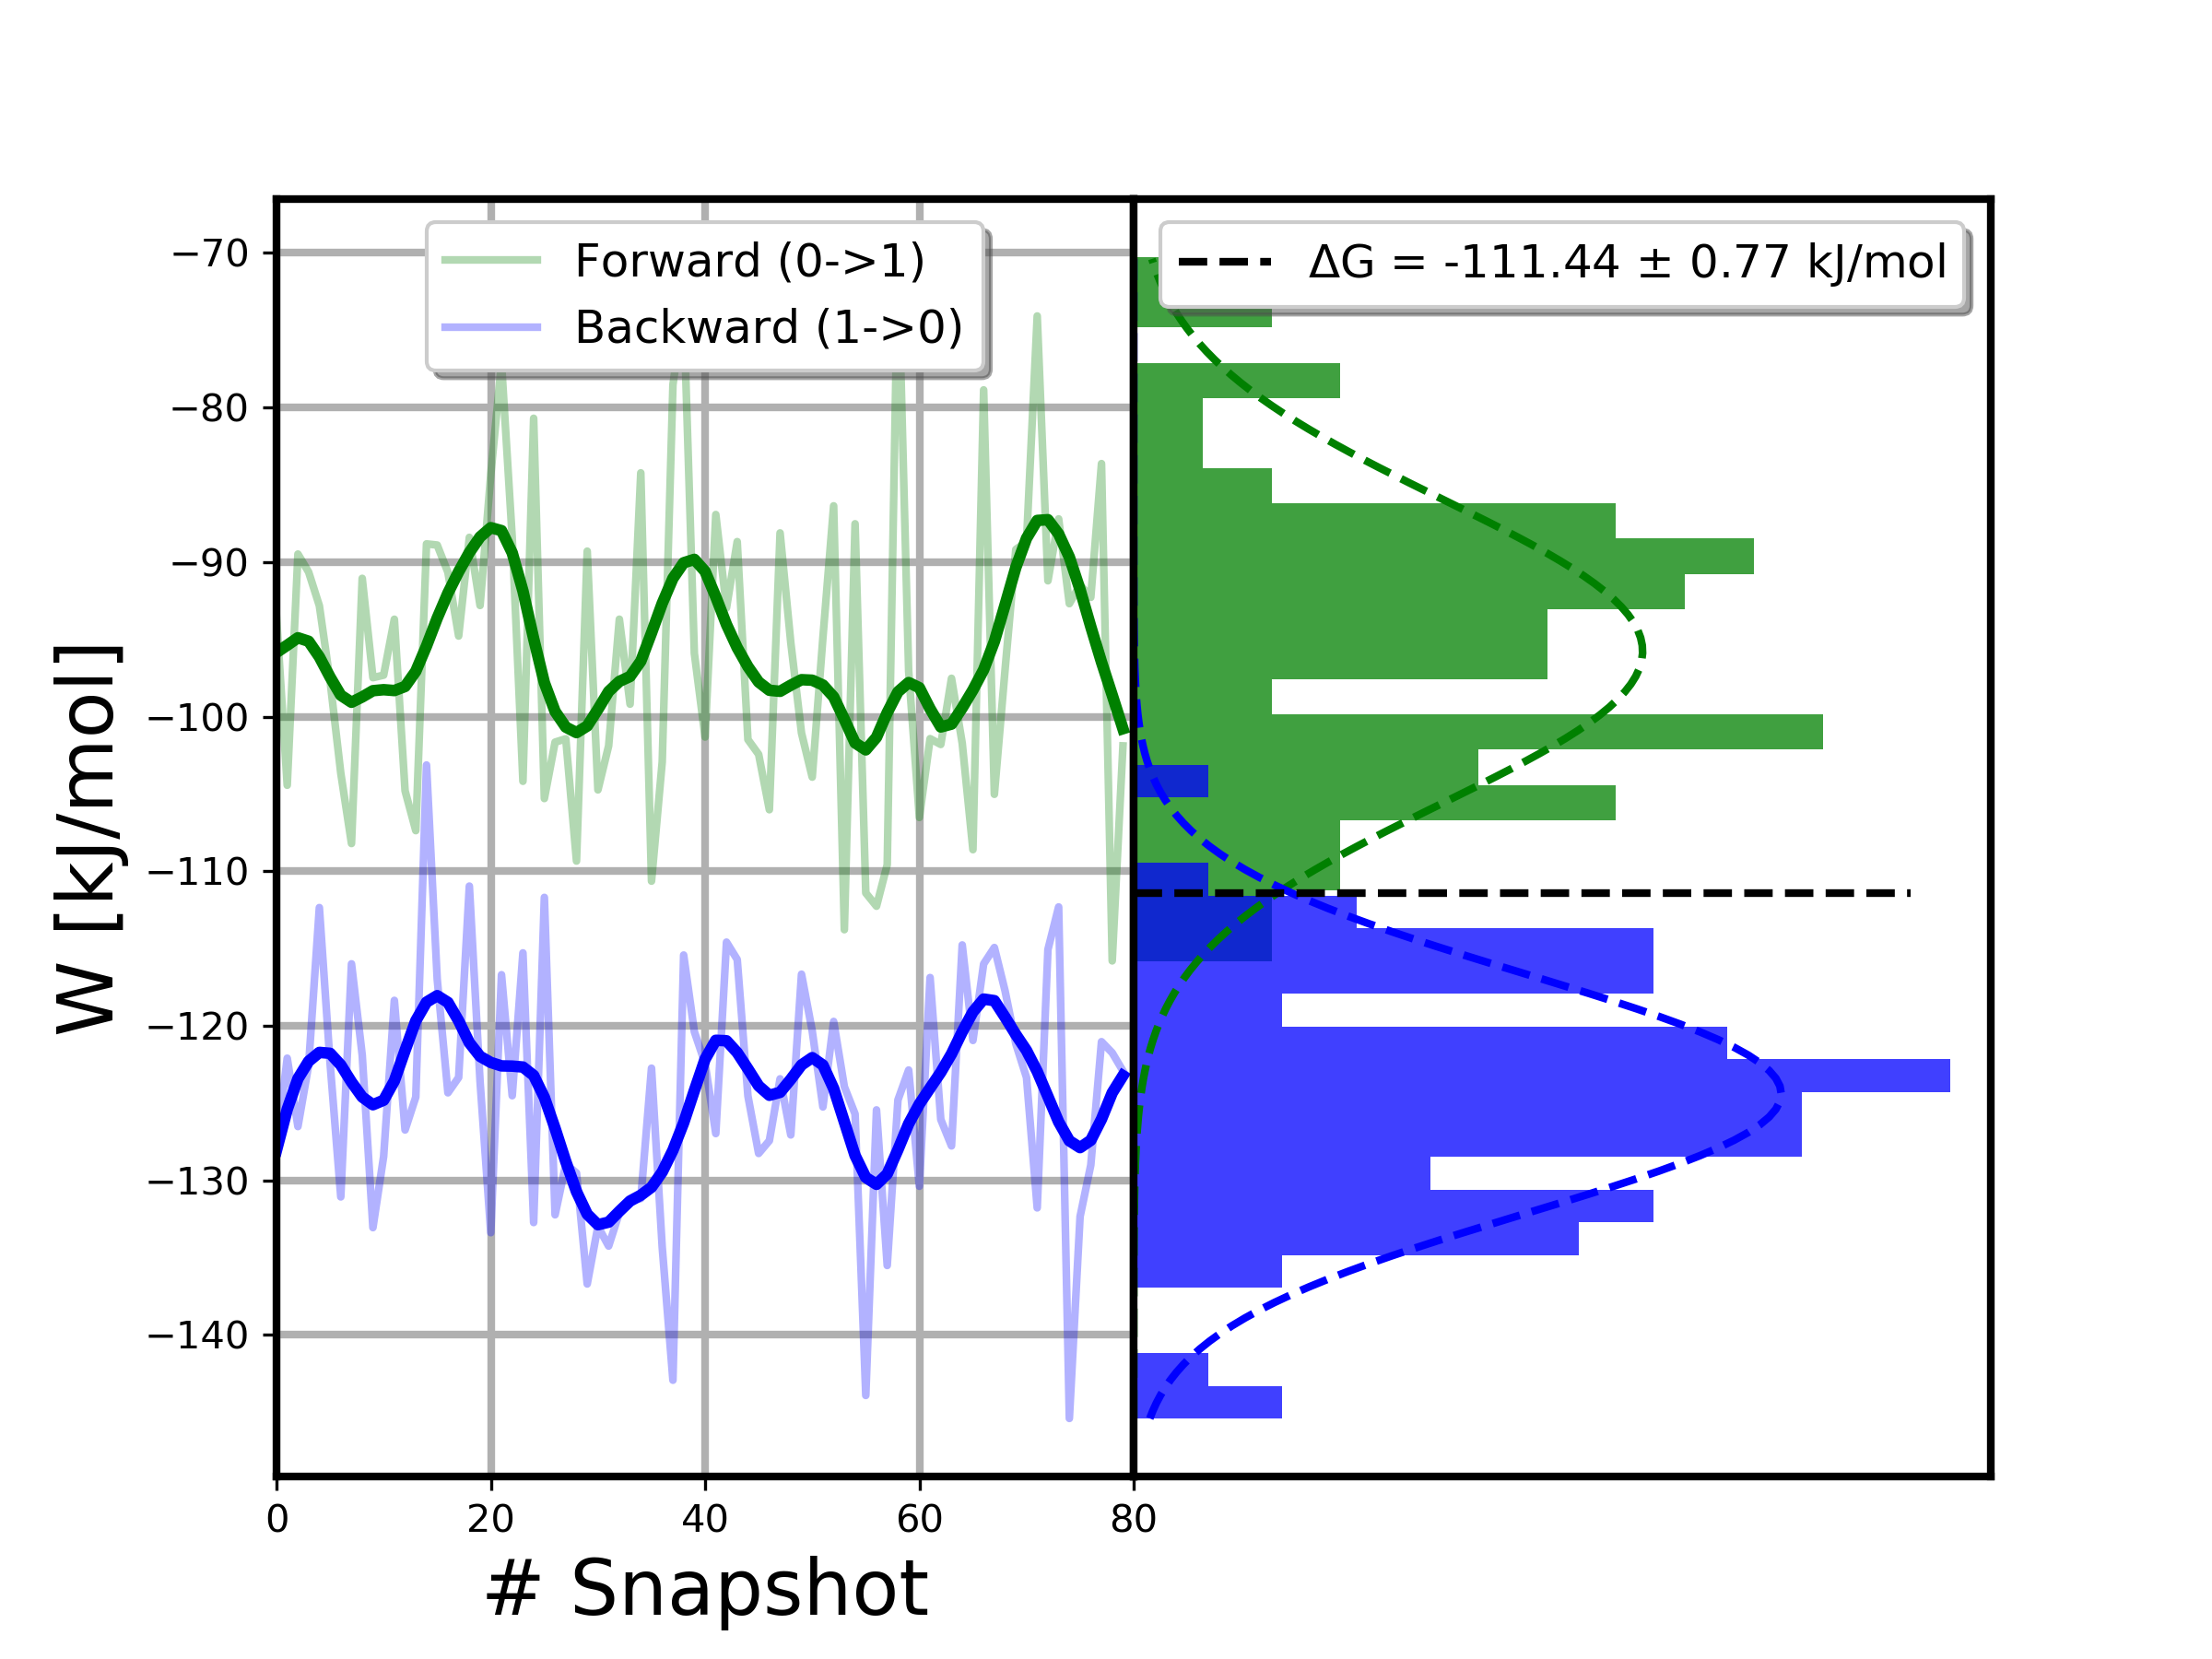 Forward (0->1)
Backward (1->0)
ΔG = -111.44 ± 0.77 kJ/mol
W [kJ/mol]
−70
−80
−90
−100
−110
−120
−130
−140
0 20 40 60 80
# Snapshot